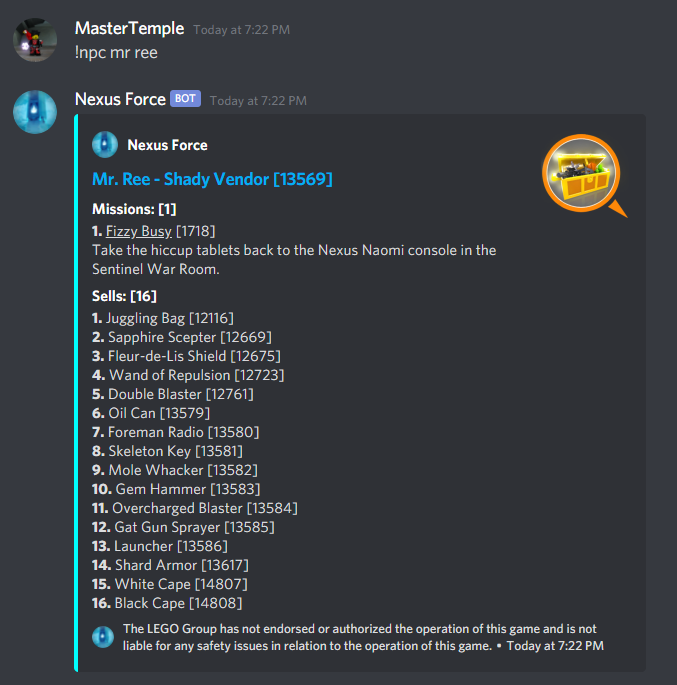 MasterTemple Today at 7:22 PM
!npc mr ree
Nexus Force BOT Today at 7:22 PM
Nexus Force
Mr. Ree - Shady Vendor [13569]
Missions: [1]
1. Fizzy Busy [1718]
Take the hiccup tablets back to the Nexus Naomi console in the
Sentinel War Room.
Sells: [16]
1. Juggling Bag [12116]
2. Sapphire Scepter [12669]
3. Fleur-de-Lis Shield [12675]
4. Wand of Repulsion [12723]
5. Double Blaster [12761]
6. Oil Can [13579]
7. Foreman Radio [13580]
8. Skeleton Key [13581]
9. Mole Whacker [13582]
10. Gem Hammer [13583]
11. Overcharged Blaster [13584]
12. Gat Gun Sprayer [13585]
13. Launcher [13586]
14. Shard Armor [13617]
15. White Cape [14807]
16. Black Cape [14808]
The LEGO Group has not endorsed or authorized the operation of this game and is not
liable for any safety issues in relation to the operation of this game. • Today at 7:22 PM